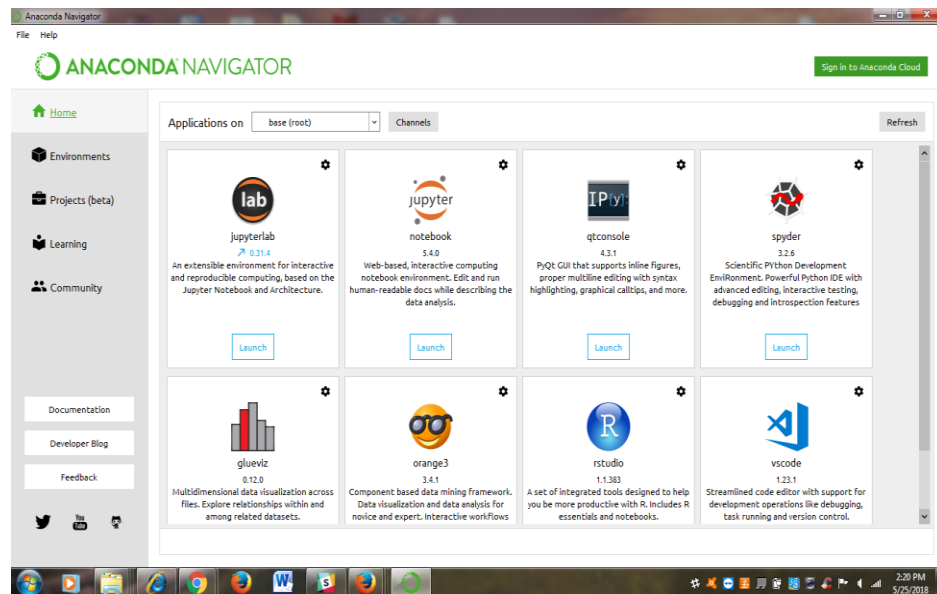 Anaconda Navigator
File Help
ANACONDA NAVIGATOR
Sign in to Anaconda Cloud
Home
Environments
Projects (beta)
Learning
Community
Documentation
Developer Blog
Feedback
You
Tube
Applications on base (root) Channels Refresh
lab
jupyterlab
0.31.4
An extensible environment for interactive
and reproducible computing, based on the
Jupyter Notebook and Architecture.
Launch
jupyter
notebook
5.4.0
Web-based, interactive computing
notebook environment. Edit and run
human-readable docs while describing the
data analysis.
Launch
IP[y]:
qtconsole
4.3.1
PyQt GUI that supports inline figures,
proper multiline editing with syntax
highlighting, graphical calltips, and more.
Launch
spyder
3.2.6
Scientific PYthon Development
EnviRonment. Powerful Python IDE with
advanced editing, interactive testing,
debugging and introspection features
Launch
glueviz
0.12.0
Multidimensional data visualization across
files. Explore relationships within and
among related datasets.
orange3
3.4.1
Component based data mining framework.
Data visualization and data analysis for
novice and expert. Interactive workflows
R
rstudio
1.1.383
A set of integrated tools designed to help
you be more productive with R. Includes R
essentials and notebooks.
vscode
1.23.1
Streamlined code editor with support for
development operations like debugging,
task running and version control.
W
S
2:20 PM
5/25/2018